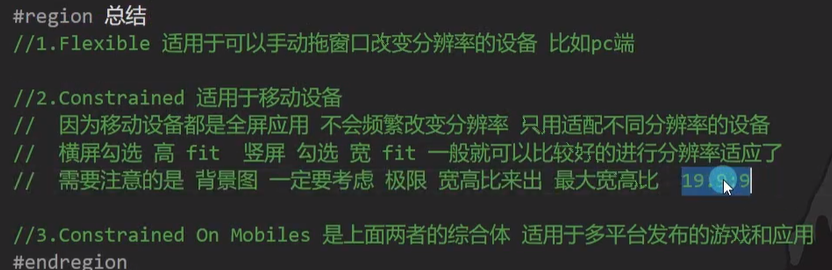 #region 总结
//1.Flexible 适用于可以手动拖窗口改变分辨率的设备 比如pc端
//2.Constrained 适用于移动设备
// 因为移动设备都是全屏应用 不会频繁改变分辨率 只用适配不同分辨率的设备
// 横屏勾选 高 fit 竖屏 勾选 宽 fit 一般就可以比较好的进行分辨率适应了
// 需要注意的是 背景图 一定要考虑 极限 宽高比来出 最大宽高比
//3.Constrained On Mobiles 是上面两者的综合体 适用于多平台发布的游戏和应用
#endregion